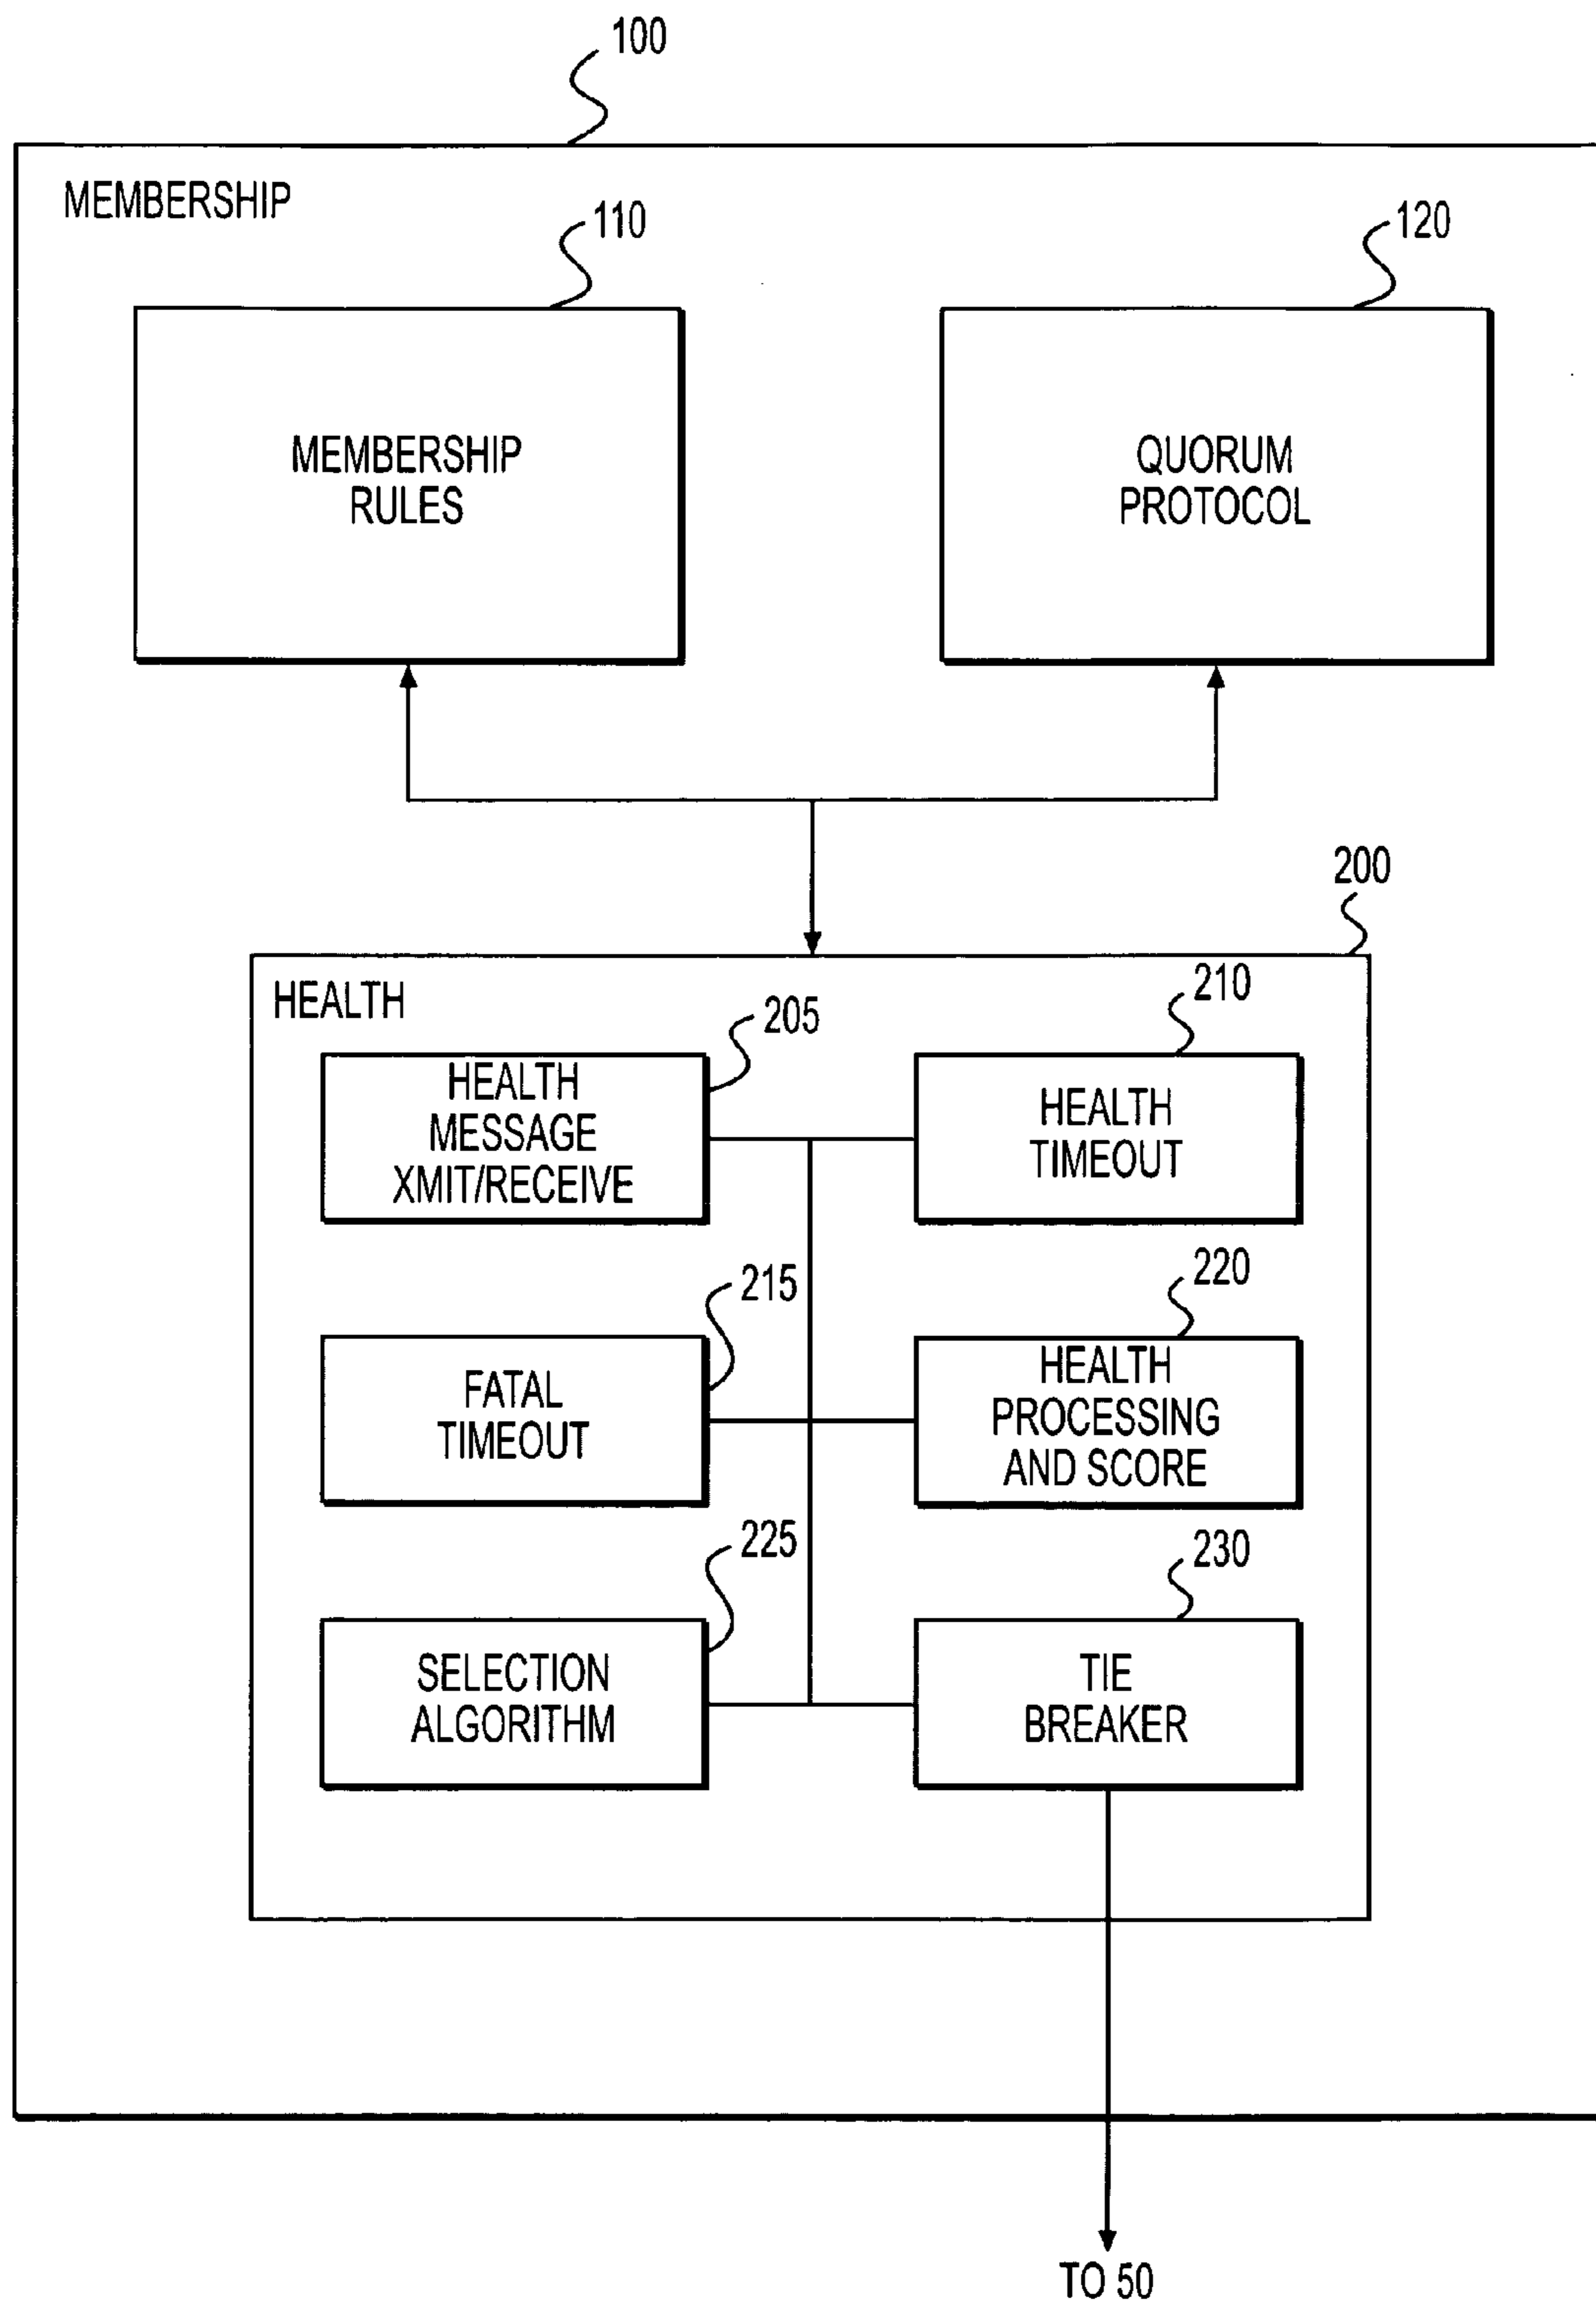 100
MEMBERSHIP
110
120
MEMBERSHIP
RULES
QUORUM
PROTOCOL
200
HEALTH
205
210
HEALTH
MESSAGE
XMIT/RECEIVE
HEALTH
TIMEOUT
215
220
FATAL
TIMEOUT
HEALTH
PROCESSING
AND SCORE
225
230
SELECTION
ALGORITHM
TIE
BREAKER
TO 50